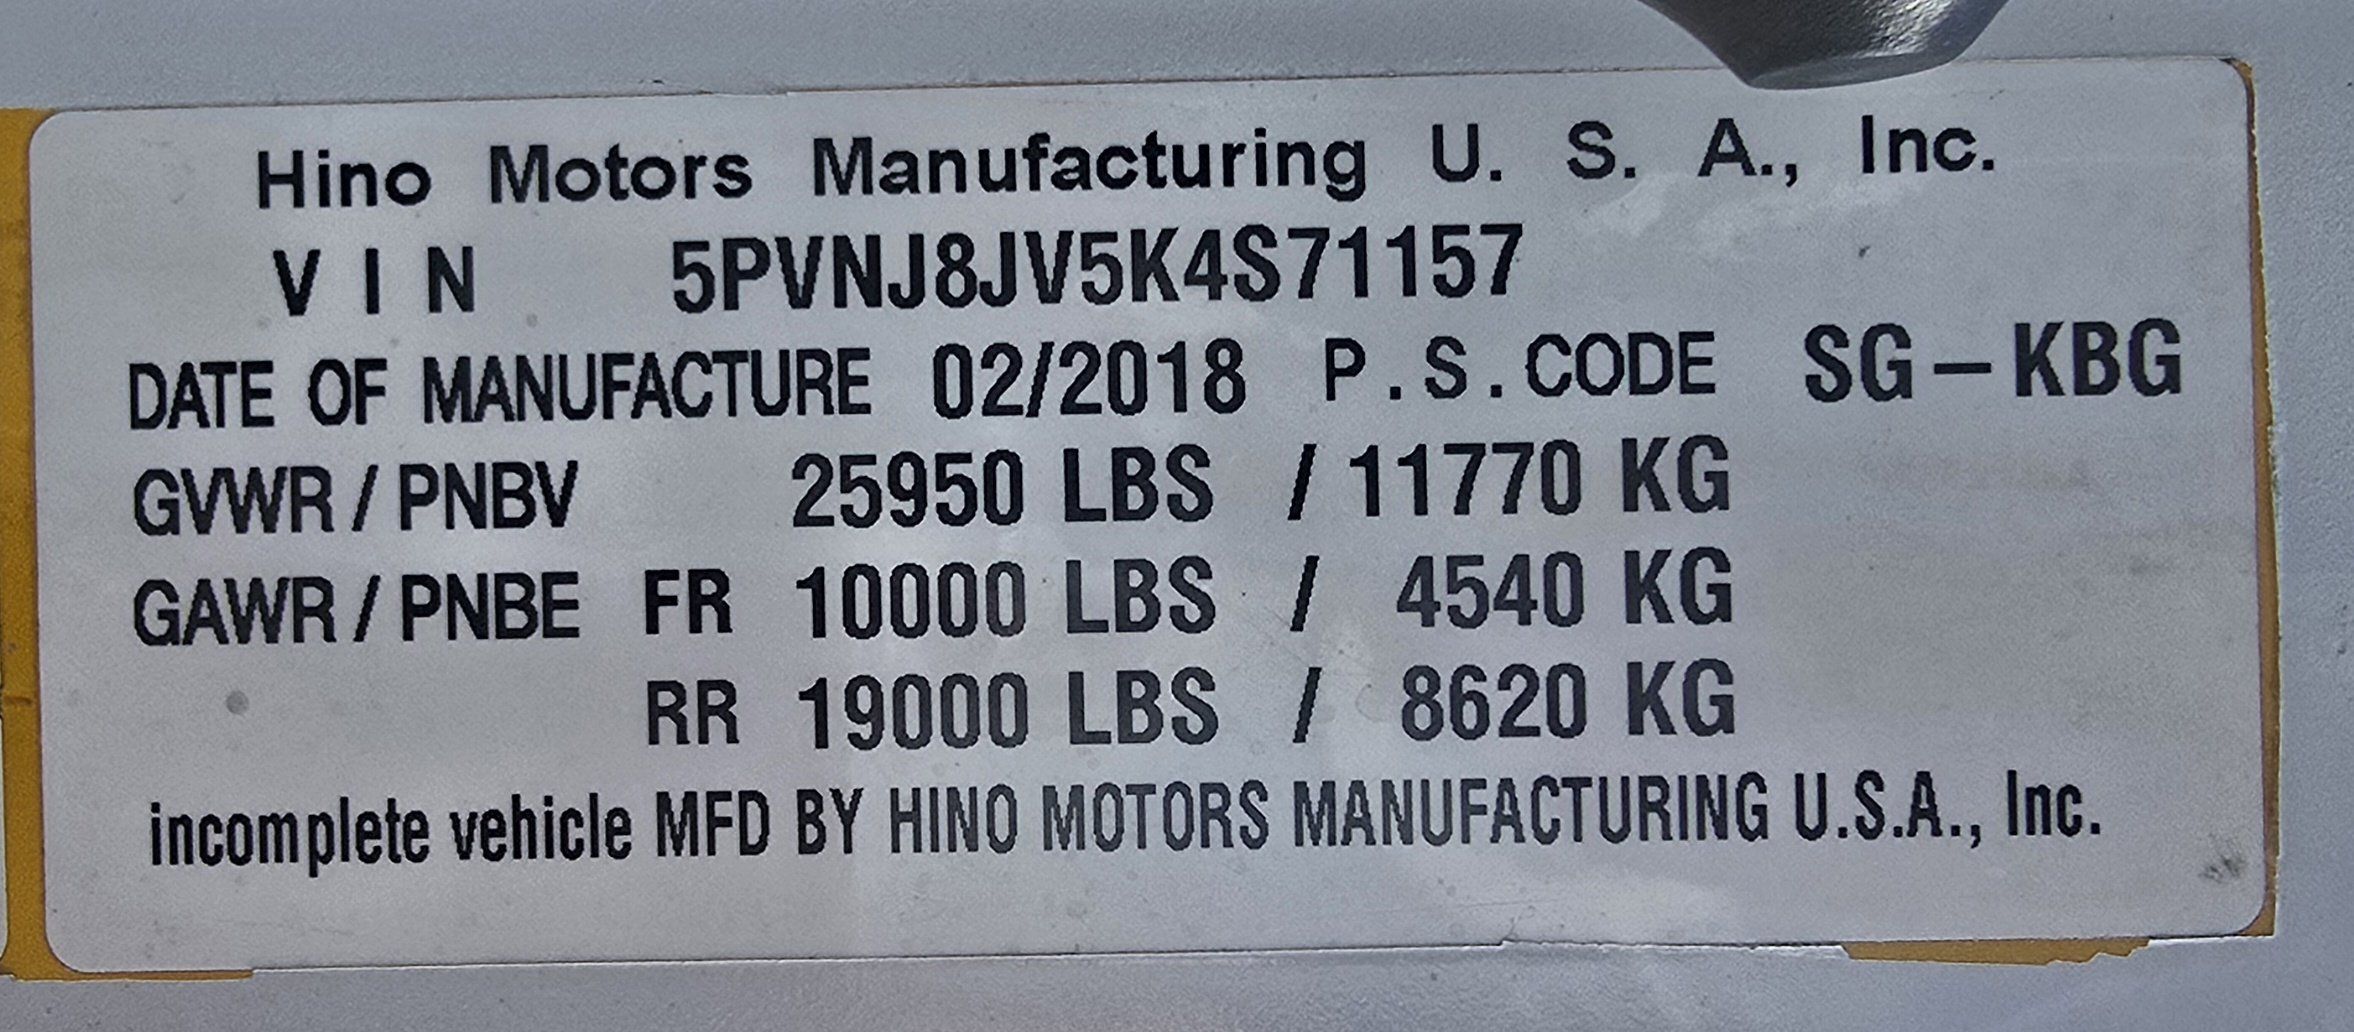 Hino Motors Manufacturing U. S. A., Inc.
VIN 5PVNJ8JV5K4S71157
DATE OF MANUFACTURE 02/2018 P.S.CODE SG-KBG
GVWR/PNBV 25950 LBS / 11770 KG
GAWR/PNBE FR 10000 LBS / 4540 KG
RR 19000 LBS / 8620 KG
incomplete vehicle MFD BY HINO MOTORS MANUFACTURING U.S.A., Inc.